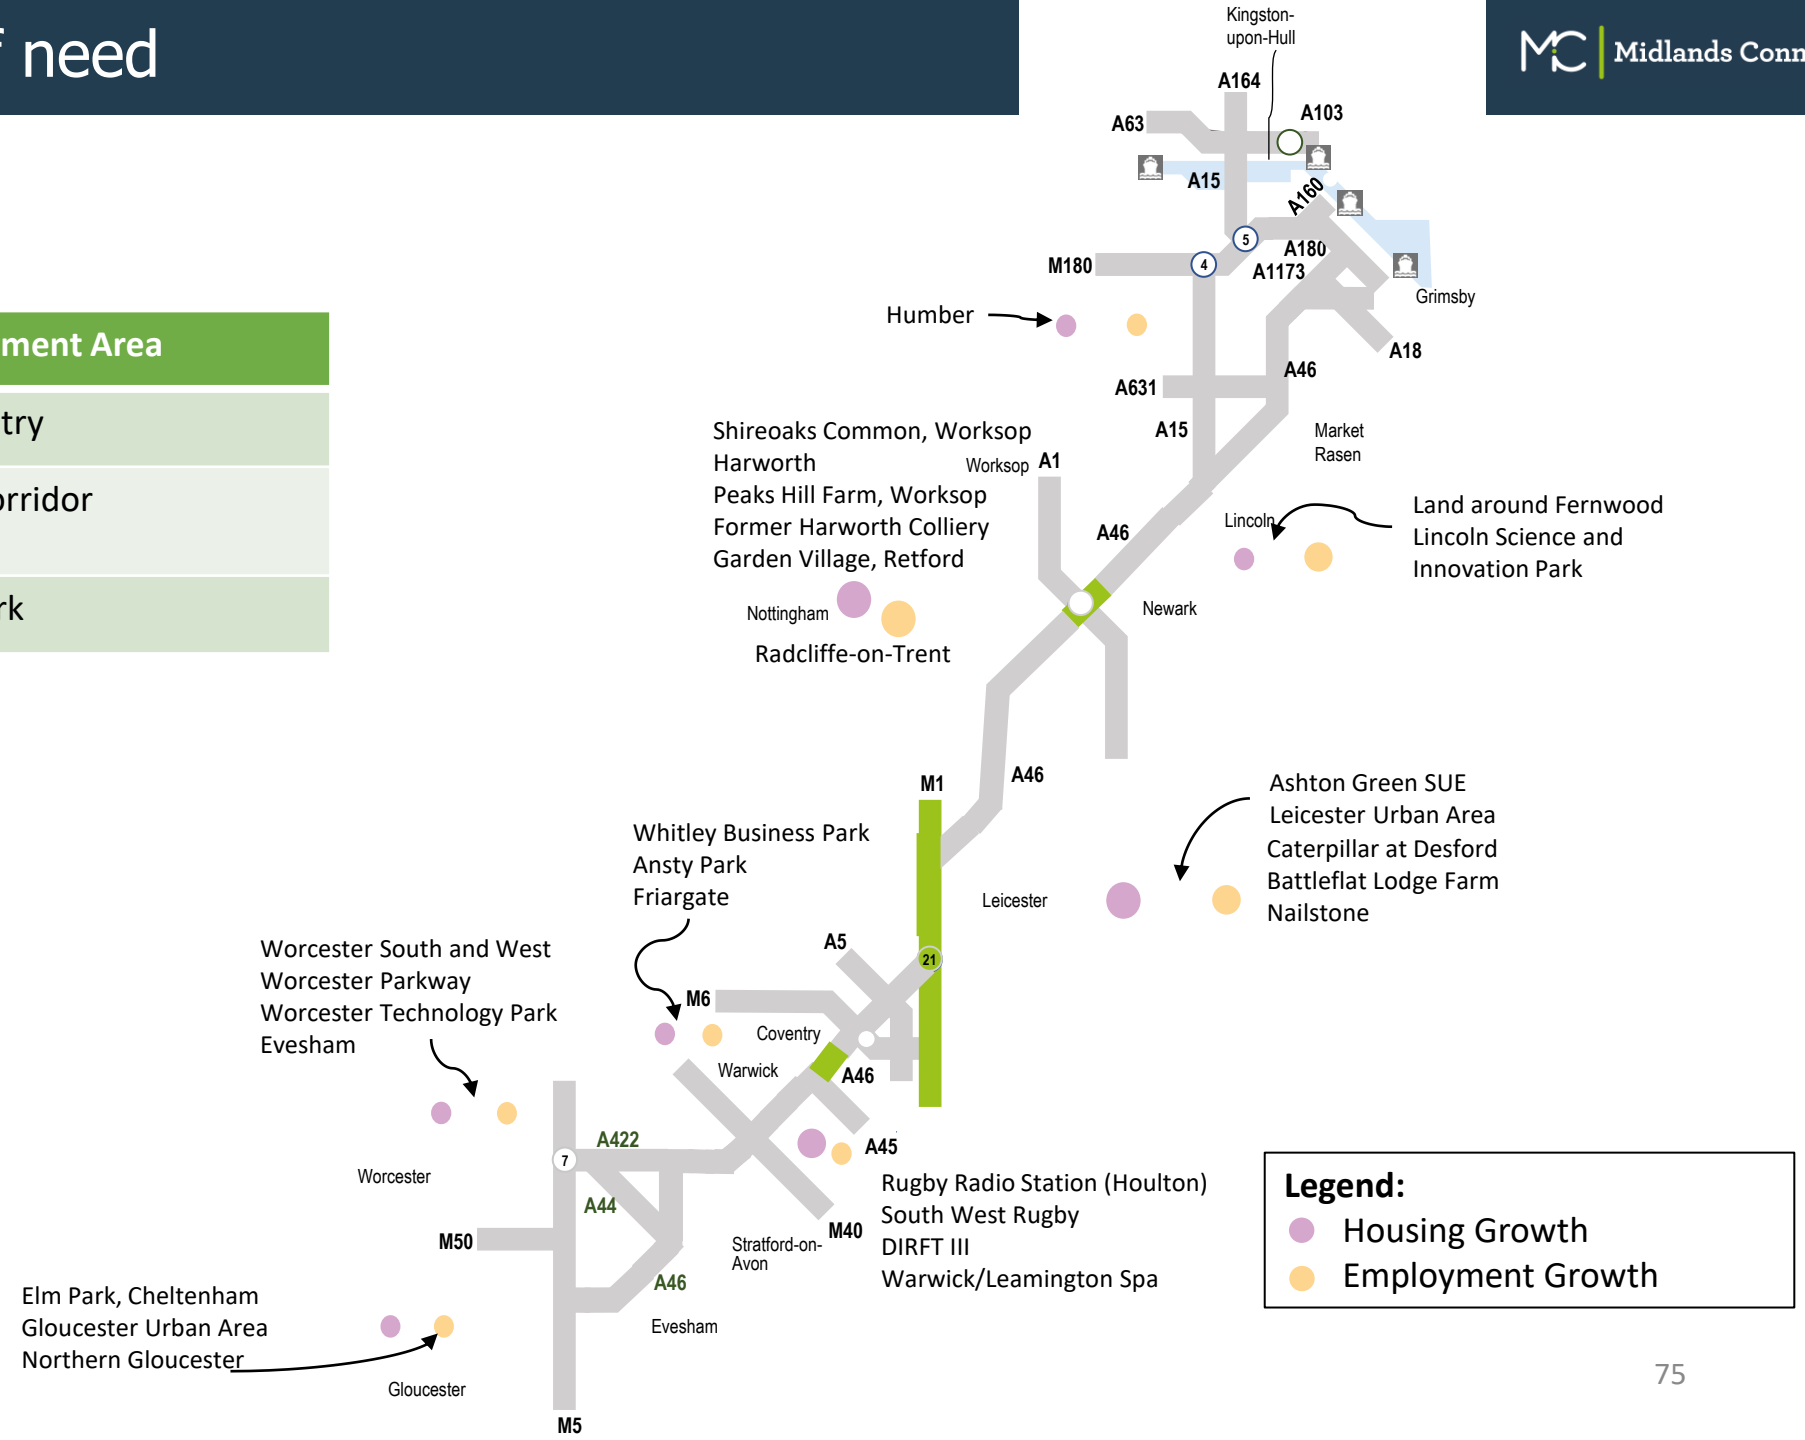 need
Midlands Conn
ment Area
try
orridor
rk
Kingston-
upon-Hull
A164
A63
A103
A15
A160
M180
5
4
A180
A1173
Grimsby
Humber
A18
A46
A631
A15
Market
Rasen
Shireoaks Common, Worksop
Harworth
Peaks Hill Farm, Worksop
Former Harworth Colliery
Garden Village, Retford
Worksop
A1
A46
Lincoln
Land around Fernwood
Lincoln Science and
Innovation Park
Nottingham
Radcliffe-on-Trent
Newark
A46
M1
Ashton Green SUE
Leicester Urban Area
Caterpillar at Desford
Battleflat Lodge Farm
Nailstone
Leicester
Whitley Business Park
Ansty Park
Friargate
A5
21
M6
Coventry
Warwick
A46
Worcester South and West
Worcester Parkway
Worcester Technology Park
Evesham
A422
7
A44
Worcester
M50
A45
Rugby Radio Station (Houlton)
South West Rugby
DIRFT III
Warwick/Leamington Spa
M40
Stratford-on-
Avon
A46
Evesham
Elm Park, Cheltenham
Gloucester Urban Area
Northern Gloucester
Gloucester
M5
Legend:
Housing Growth
Employment Growth
75